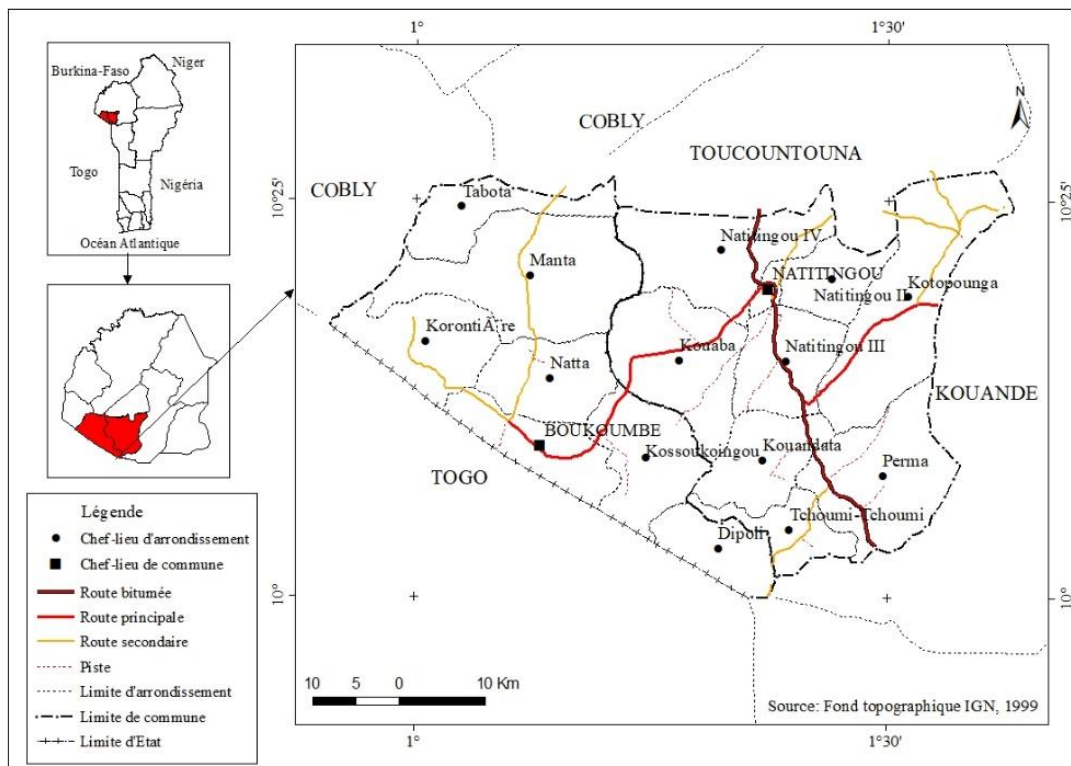 Burkina-Faso
Niger
Togo
Nigéria
Océan Atlantique
Légende
Chef-lieu d'arrondissement
Chef-lieu de commune
Route bitumée
Route principale
Route secondaire
Piste
Limite d'arrondissement
Limite de commune
Limite d'Etat
1°
1°30'
10°25'
10°25'
N
COBLY
TOUCOUNTOUNA
COBLY
Tabota
Natitingou IV
Manta
NATITINGOU
Natitingou II
Kotopounga
KorontiÃ¨re
Natta
Kouaba
Natitingou III
KOUANDE
BOUKOUMBE
Kossoukoingou
Kouandata
TOGO
Perma
Tchoumi-Tchoumi
Dipoli
10°
10°
10 5 0 10 Km
Source: Fond topographique IGN, 1999
1°
1°30'